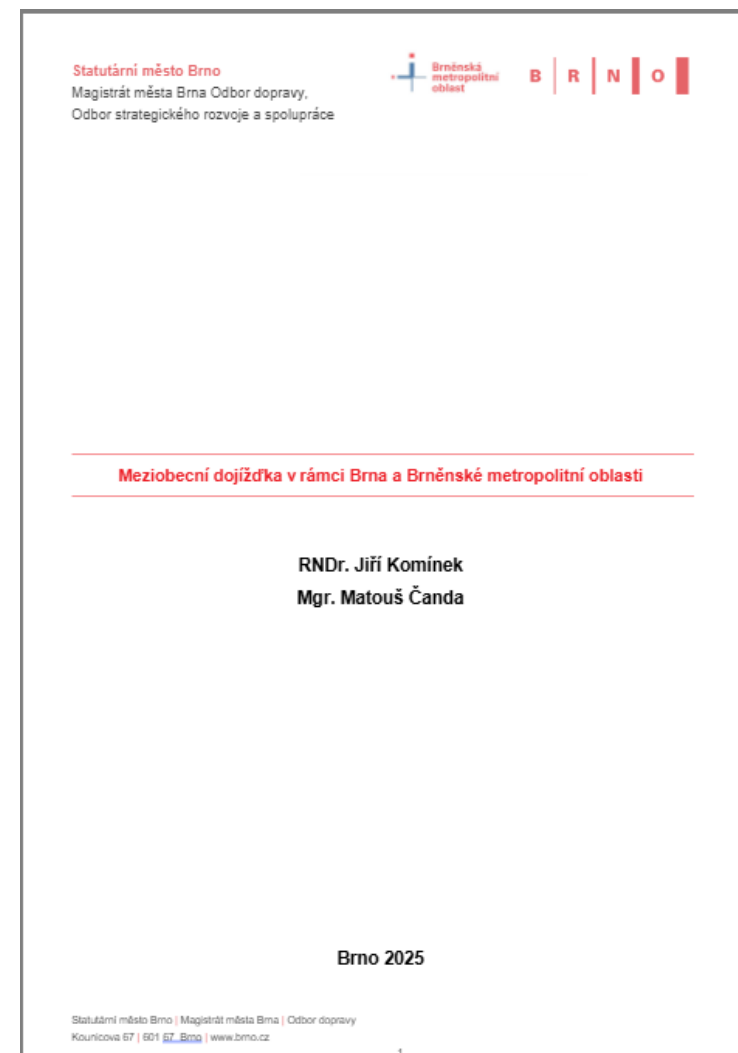 Statutární město Brno
Magistrát města Brna Odbor dopravy,
Odbor strategického rozvoje a spolupráce
Brněnská
metropolitní
oblast
B R N O
Meziobecní dojížďka v rámci Brna a Brněnské metropolitní oblasti
RNDr. Jiří Komínek
Mgr. Matouš Čanda
Brno 2025
Statutární město Brno | Magistrát města Brna | Odbor dopravy
Kounicova 67 | 601 67 Brno | www.brno.cz
1